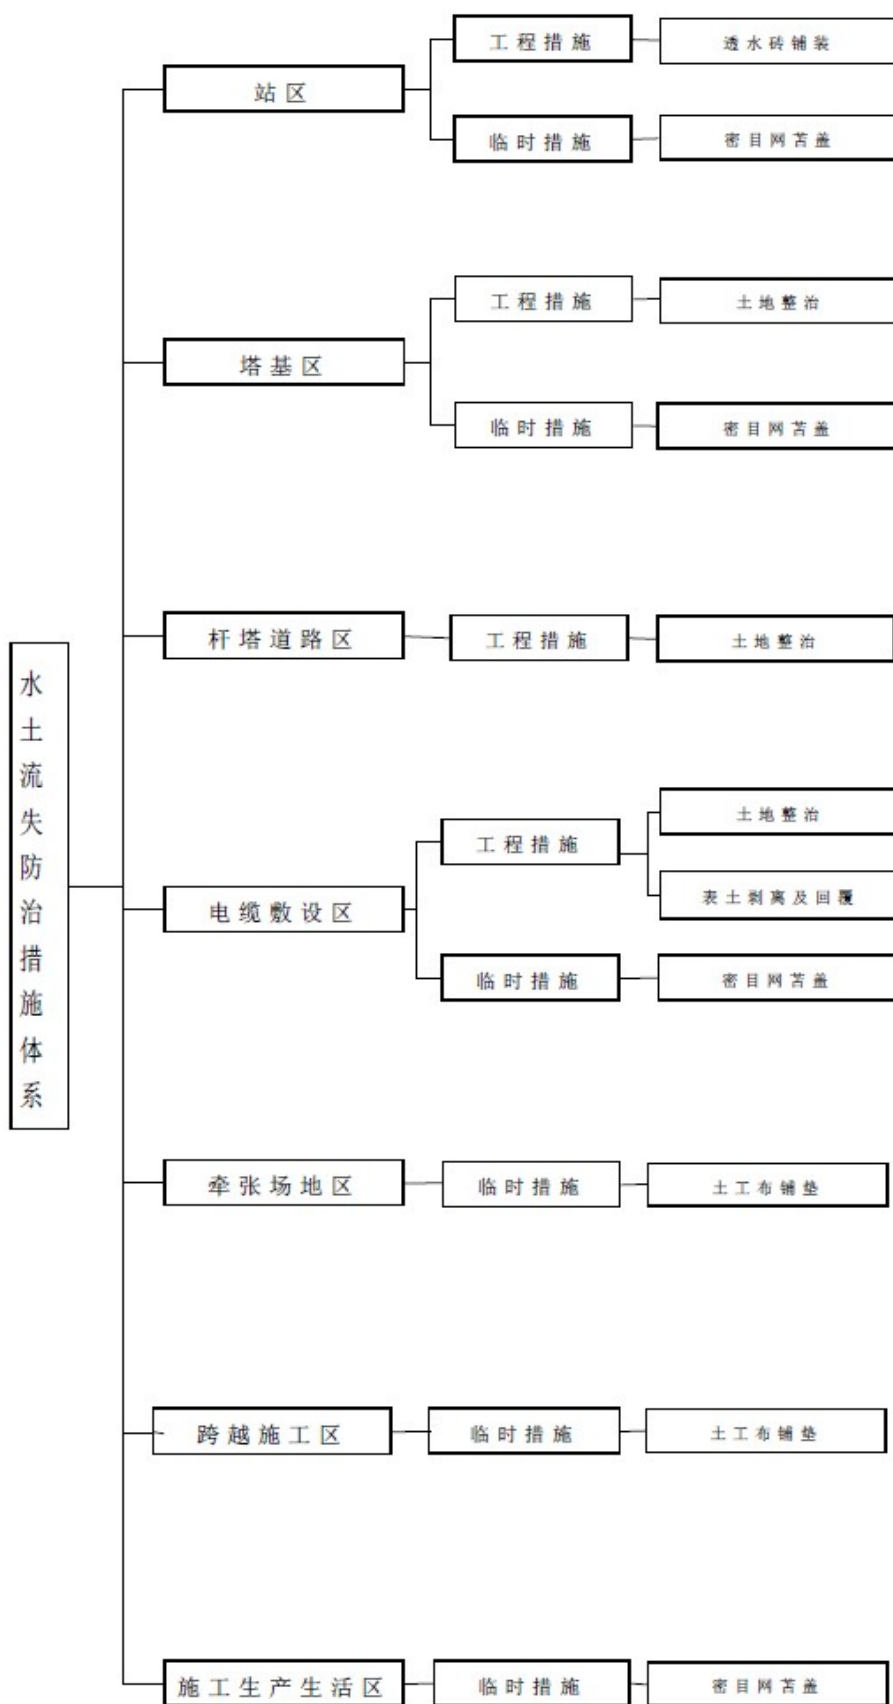 水土流失防治措施体系
站区
工程措施
透水砖铺装
临时措施
密目网苫盖
塔基区
工程措施
土地整治
临时措施
密目网苫盖
杆塔道路区
工程措施
土地整治
电缆敷设区
工程措施
土地整治
表土剥离及回覆
临时措施
密目网苫盖
牵张场地区
临时措施
土工布铺垫
跨越施工区
临时措施
土工布铺垫
施工生产生活区
临时措施
密目网苫盖